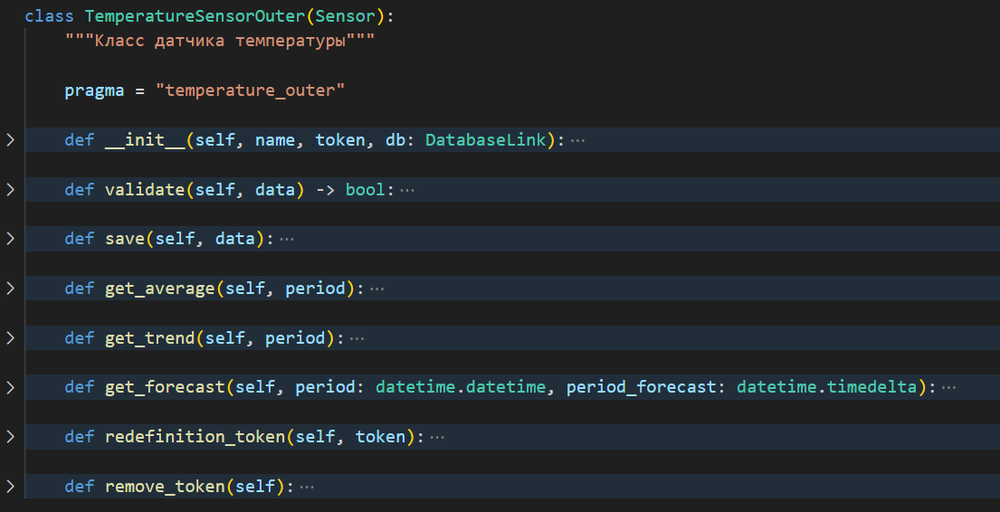 class TemperatureSensorOuter(Sensor):
"""Класс датчика температуры"""
pragma = "temperature_outer"
def __init__(self, name, token, db: DatabaseLink):···
def validate(self, data) -> bool:···
def save(self, data):···
def get_average(self, period):···
def get_trend(self, period):···
def get_forecast(self, period: datetime.datetime, period_forecast: datetime.timedelta):···
def redefinition_token(self, token):···
def remove_token(self):···